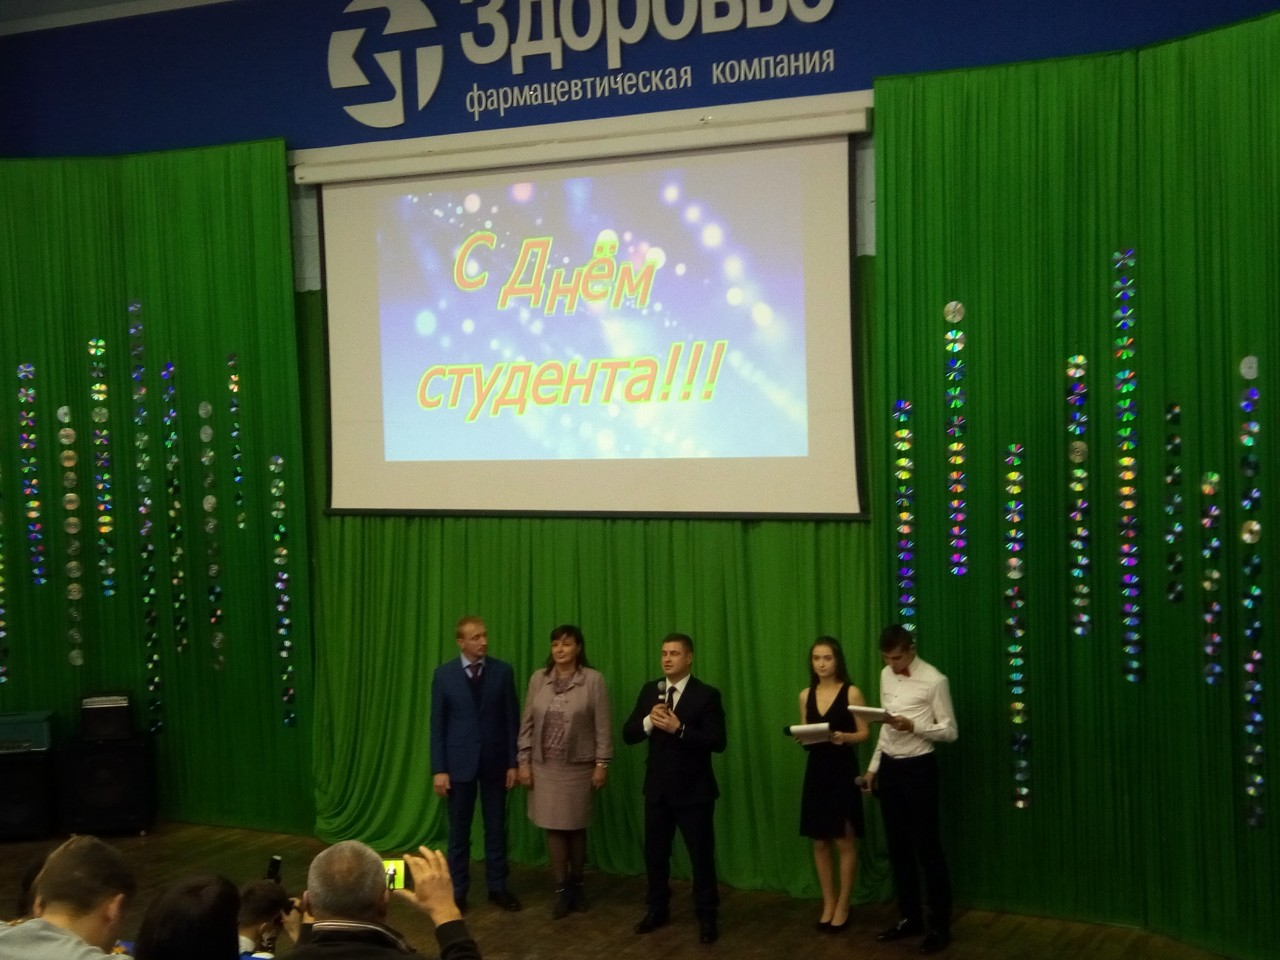 Здоровье
фармацевтическая компания
С Днём
студента!!!